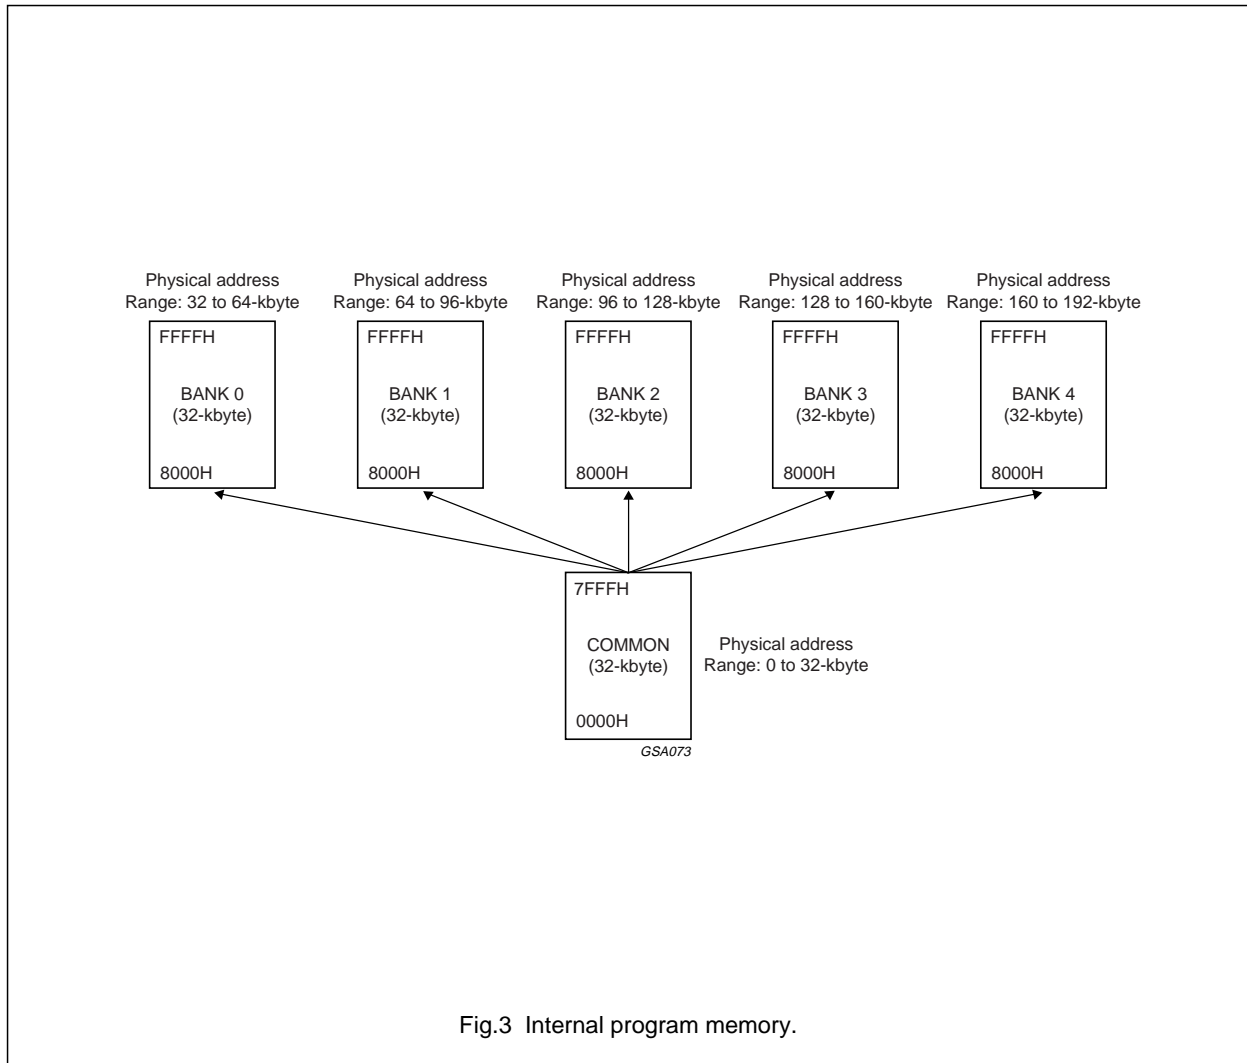 Physical address
Range: 32 to 64-kbyte
Physical address
Range: 64 to 96-kbyte
Physical address
Range: 96 to 128-kbyte
Physical address
Range: 128 to 160-kbyte
Physical address
Range: 160 to 192-kbyte
FFFFH
BANK 0
(32-kbyte)
8000H
FFFFH
BANK 1
(32-kbyte)
8000H
FFFFH
BANK 2
(32-kbyte)
8000H
FFFFH
BANK 3
(32-kbyte)
8000H
FFFFH
BANK 4
(32-kbyte)
8000H
7FFFH
COMMON
(32-kbyte)
0000H
Physical address
Range: 0 to 32-kbyte
GSA073
Fig.3 Internal program memory.